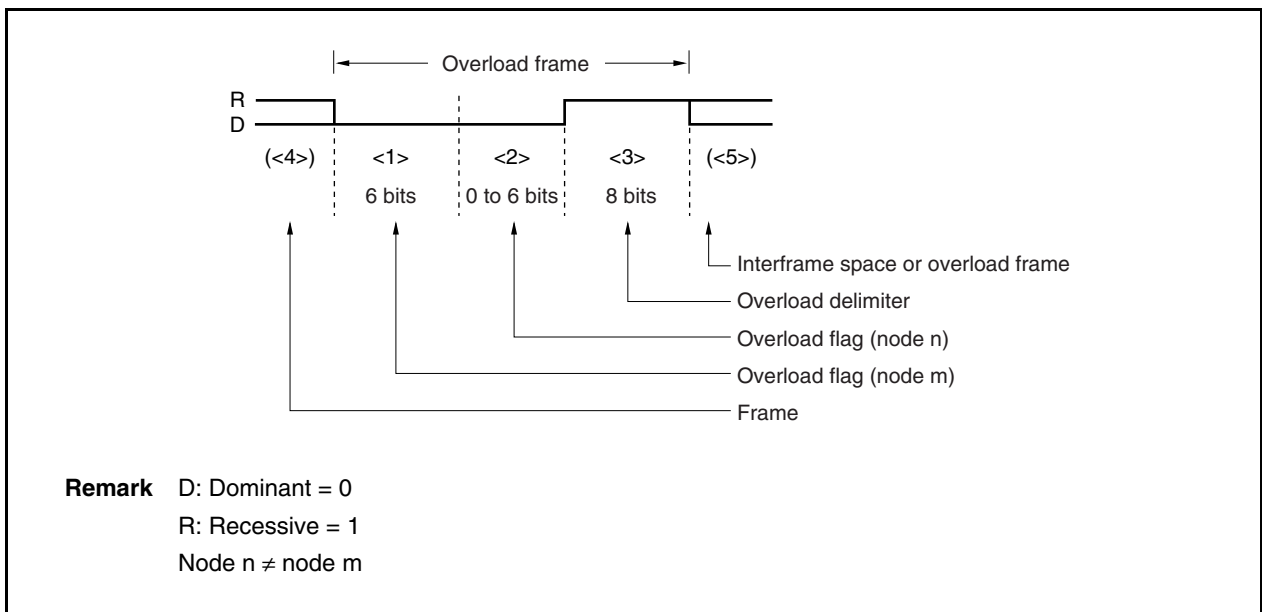 Overload frame
R
D
(<4>) <1> <2> <3> (<5>)
6 bits 0 to 6 bits 8 bits
Interframe space or overload frame
Overload delimiter
Overload flag (node n)
Overload flag (node m)
Frame
Remark D: Dominant = 0
R: Recessive = 1
Node n ≠ node m